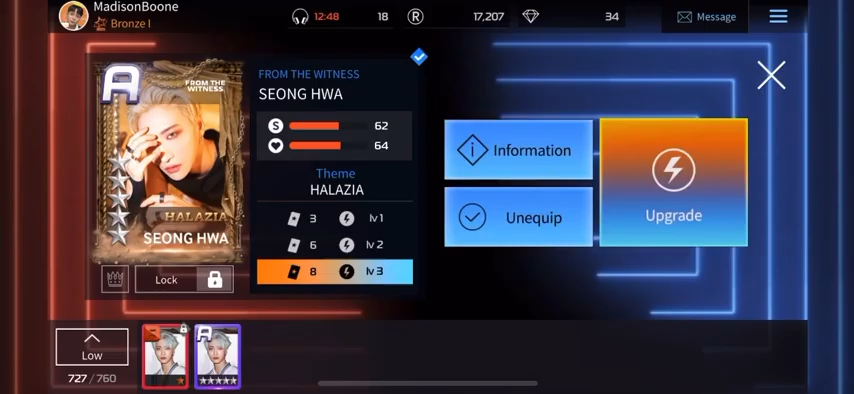 MadisonBoone
Bronze I
12:48
18
R
17,207
34
Message
A
FROM THE
WITNESS
HALAZIA
SEONG HWA
Lock
FROM THE WITNESS
SEONG HWA
S 62
64
Theme
HALAZIA
3 lv 1
6 lv 2
8 lv 3
Information
Unequip
Upgrade
Low
727 / 760
S
A